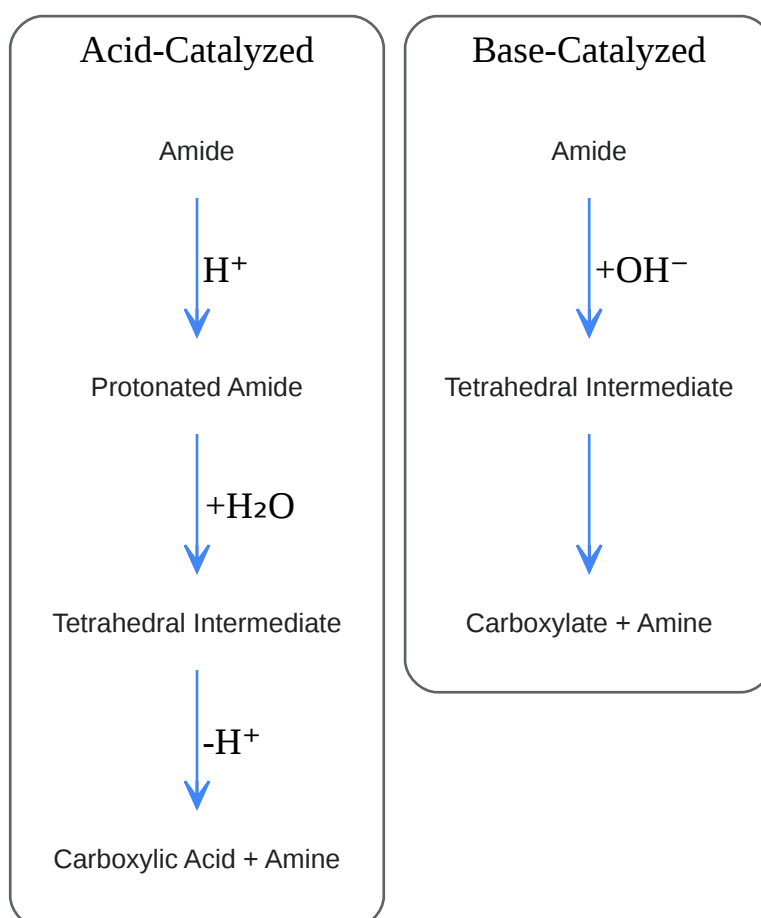 Acid-Catalyzed
Amide
H⁺
Protonated Amide
+H₂O
Tetrahedral Intermediate
-H⁺
Carboxylic Acid + Amine
Base-Catalyzed
Amide
+OH⁻
Tetrahedral Intermediate
Carboxylate + Amine